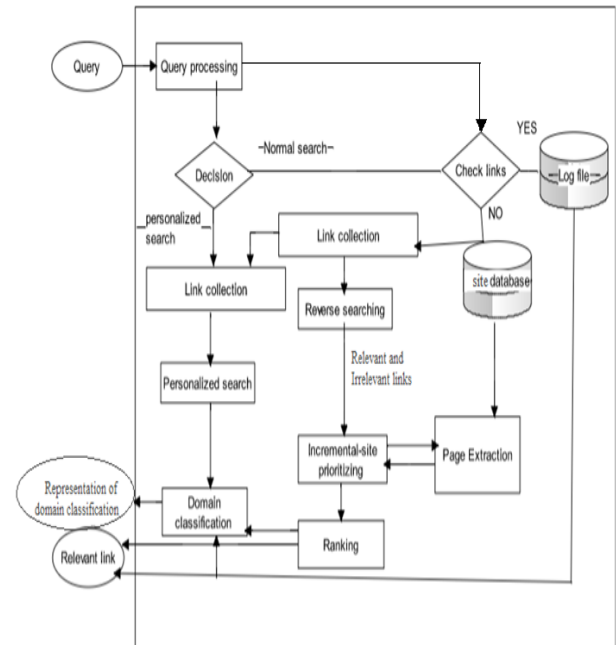 Query
Query processing
YES
Normal search
Decision
Check links
Log file
NO
personalized
search
Link collection
Link collection
site database
Reverse searching
Relevant and
Irrelevant links
Personalized search
Incremental-site
prioritizing
Page Extraction
Representation of
domain classification
Domain
classification
Ranking
Relevant link